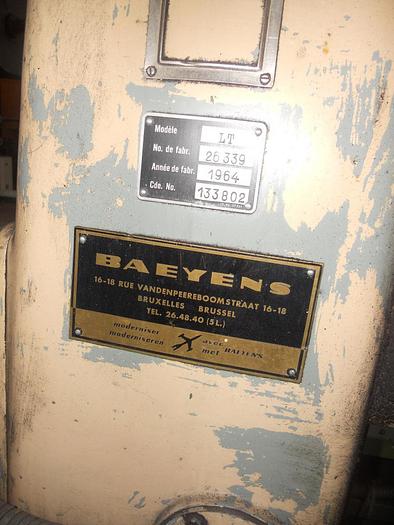 Modèle LT
No. de fabr. 26339
Année de fabr. 1964
Cde. No. 133802
BAEYENS
16-18 RUE VANDENPEEREBOOMSTRAAT 16-18
BRUXELLES BRUSSEL
TEL. 26.48.40 (5 L.)
moderniser avec
moderniseren met BAEYENS